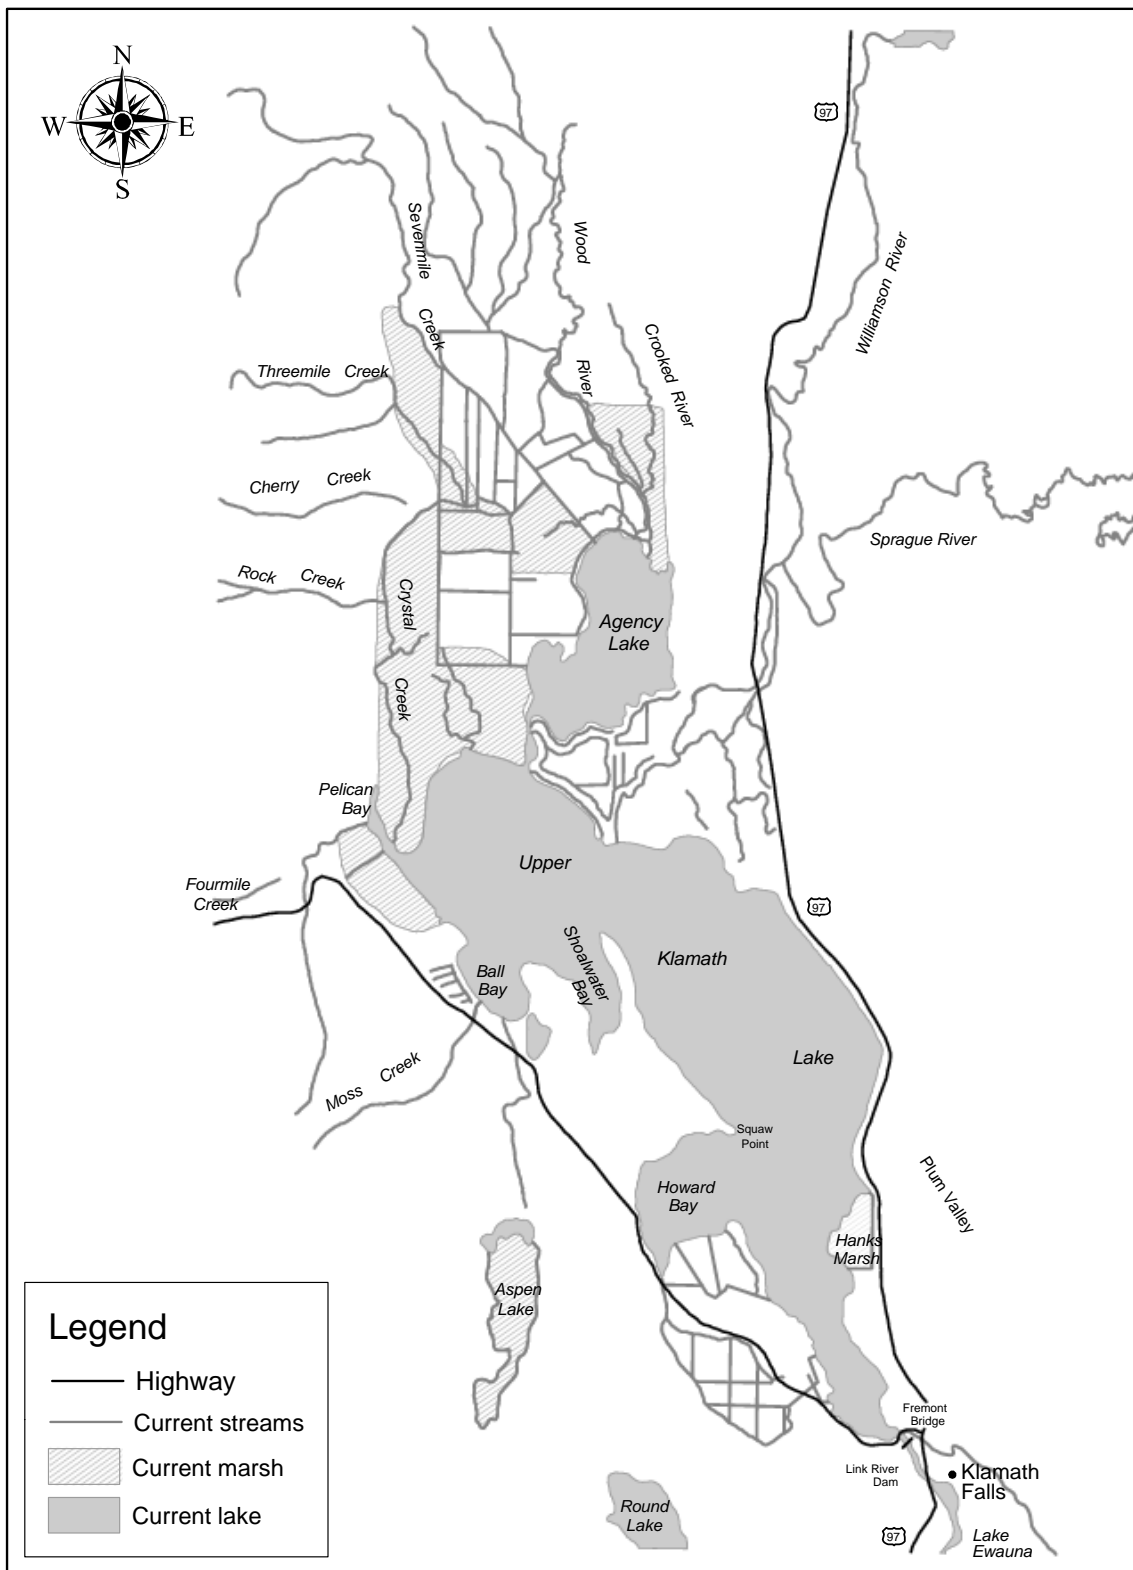 N
W
E
S
97
Sevenmile
Creek
Wood
River
Williamson River
Crooked River
Threemile Creek
Cherry Creek
Sprague River
Rock Creek
Crystal
Creek
Agency
Lake
Pelican
Bay
Upper
Klamath
Lake
Fourmile
Creek
97
Shoalwater
Bay
Ball
Bay
Moss Creek
Squaw
Point
Plum Valley
Howard
Bay
Hanks
Marsh
Aspen
Lake
Legend
Highway
Current streams
Current marsh
Current lake
Fremont
Bridge
Link River
Dam
Klamath
Falls
Round
Lake
97
Lake
Ewauna